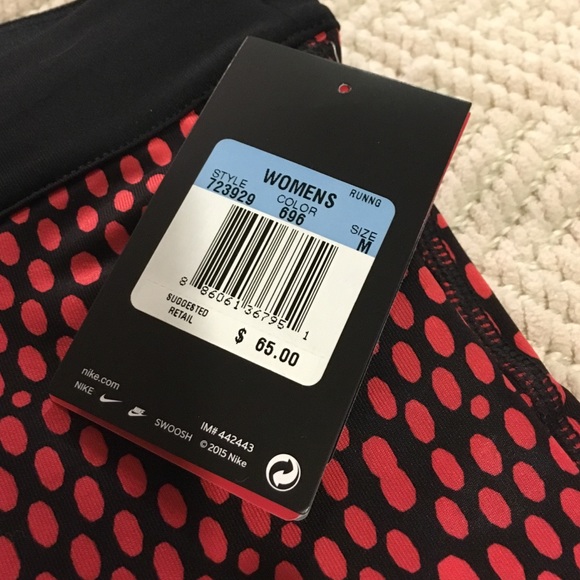 WOMENS RUNNG
STYLE COLOR SIZE
723929 696 M
8 86061 36795 1
SUGGESTED
RETAIL
$ 65.00
nike.com
NIKE SWOOSH IM# 442443
© 2015 Nike